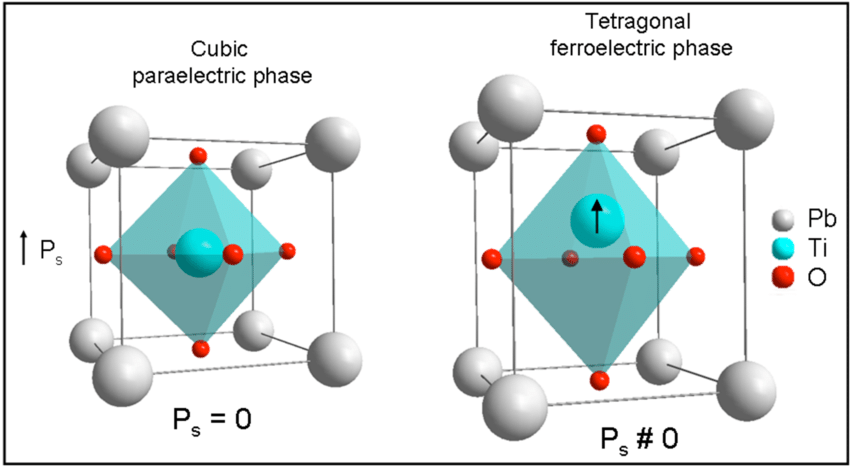 Cubic
paraelectric phase
Tetragonal
ferroelectric phase
Ps
Pb
Ti
O
Ps = 0
Ps # 0